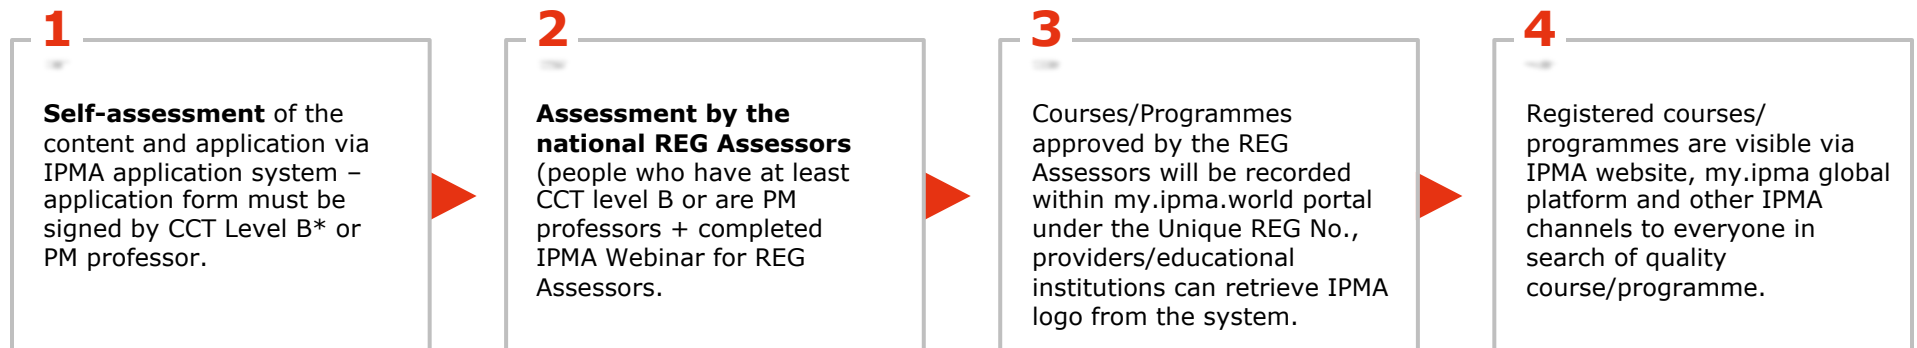 1
Self-assessment of the
content and application via
IPMA application system –
application form must be
signed by CCT Level B* or
PM professor.
2
Assessment by the
national REG Assessors
(people who have at least
CCT level B or are PM
professors + completed
IPMA Webinar for REG
Assessors.
3
Courses/Programmes
approved by the REG
Assessors will be recorded
within my.ipma.world portal
under the Unique REG No.,
providers/educational
institutions can retrieve IPMA
logo from the system.
4
Registered courses/
programmes are visible via
IPMA website, my.ipma global
platform and other IPMA
channels to everyone in
search of quality
course/programme.